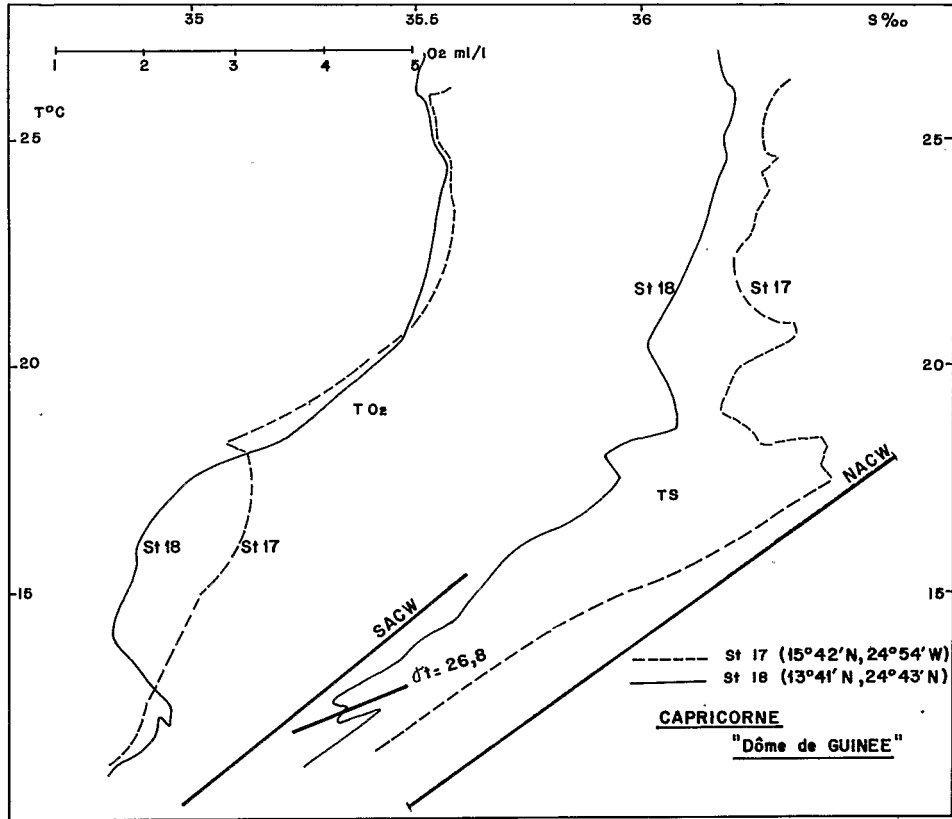 35 35.5 36 S‰
1 2 3 4 5 O2 ml/l
T°C
25 25
St 18 St 17
20 20
T O2
NACW
TS
St 18 St 17
15 15
SACW
σt = 26,8
St 17 (15°42'N, 24°54'W)
St 18 (13°41'N, 24°43'N)
CAPRICORNE
"Dôme de GUINEE"